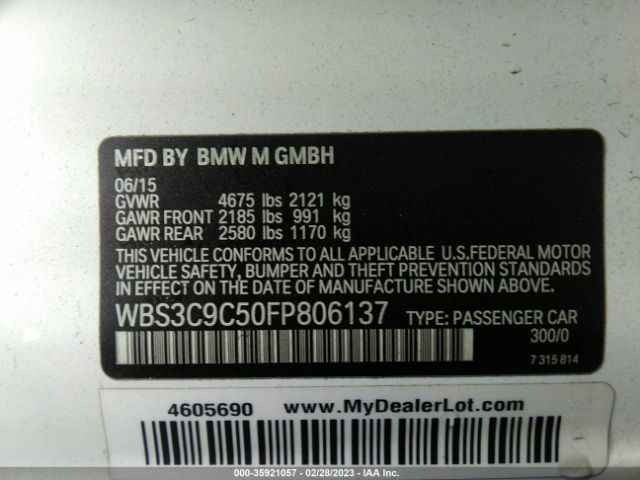 MFD BY BMW M GMBH
06/15
GVWR 4675 lbs 2121 kg
GAWR FRONT 2185 lbs 991 kg
GAWR REAR 2580 lbs 1170 kg
THIS VEHICLE CONFORMS TO ALL APPLICABLE U.S.FEDERAL MOTOR
VEHICLE SAFETY, BUMPER AND THEFT PREVENTION STANDARDS
IN EFFECT ON THE DATE OF MANUFACTURE SHOWN ABOVE.
WBS3C9C50FP806137 TYPE: PASSENGER CAR
300/0
7 315 814
4605690 www.MyDealerLot.com
000-35921057 - 02/28/2023 - IAA Inc.